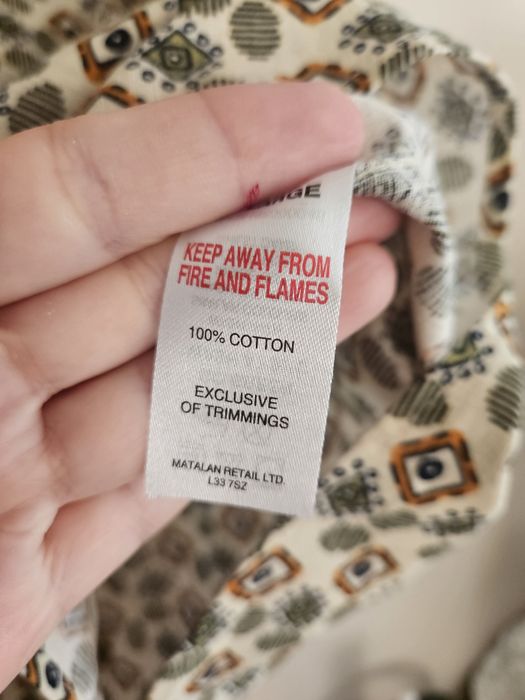 KEEP AWAY FROM
FIRE AND FLAMES
100% COTTON
EXCLUSIVE
OF TRIMMINGS
MATALAN RETAIL LTD.
L33 7SZ